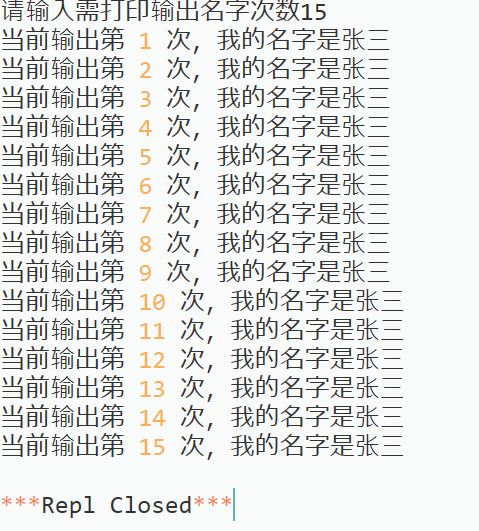 请输入需打印输出名字次数15
当前输出第 1 次，我的名字是张三
当前输出第 2 次，我的名字是张三
当前输出第 3 次，我的名字是张三
当前输出第 4 次，我的名字是张三
当前输出第 5 次，我的名字是张三
当前输出第 6 次，我的名字是张三
当前输出第 7 次，我的名字是张三
当前输出第 8 次，我的名字是张三
当前输出第 9 次，我的名字是张三
当前输出第 10 次，我的名字是张三
当前输出第 11 次，我的名字是张三
当前输出第 12 次，我的名字是张三
当前输出第 13 次，我的名字是张三
当前输出第 14 次，我的名字是张三
当前输出第 15 次，我的名字是张三
***Repl Closed***